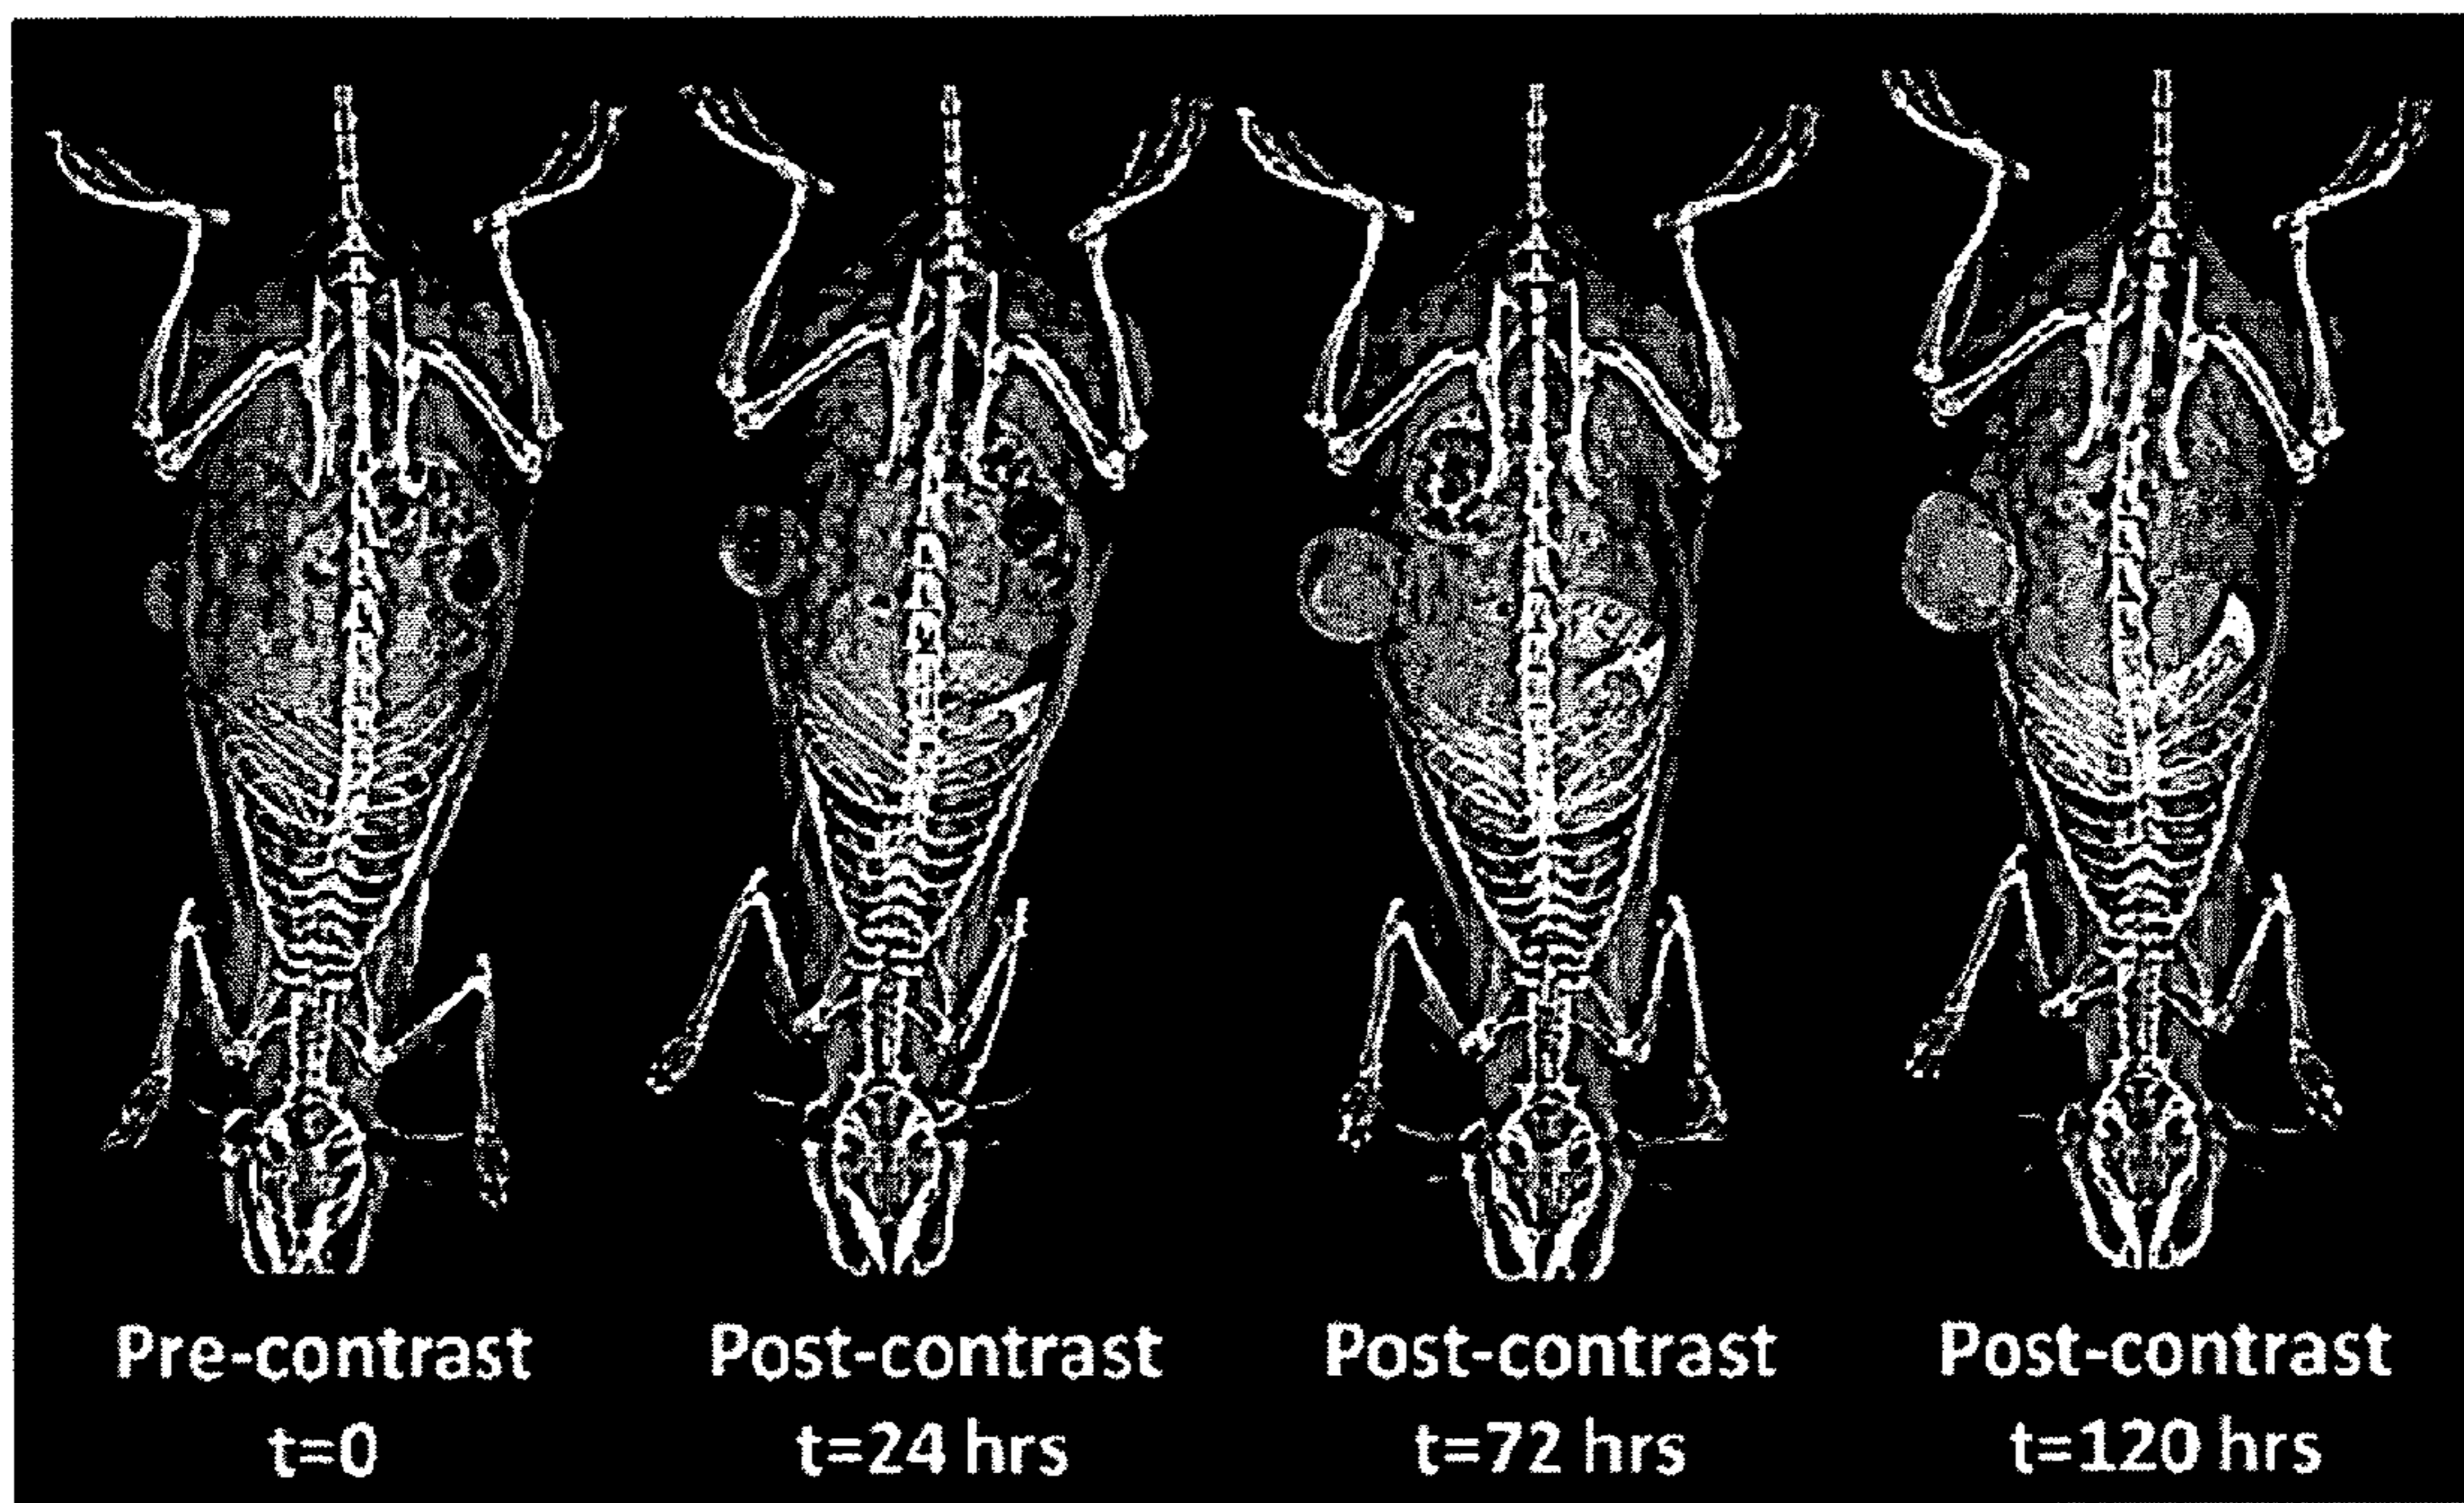 Pre-contrast
t=0
Post-contrast
t=24 hrs
Post-contrast
t=72 hrs
Post-contrast
t=120 hrs